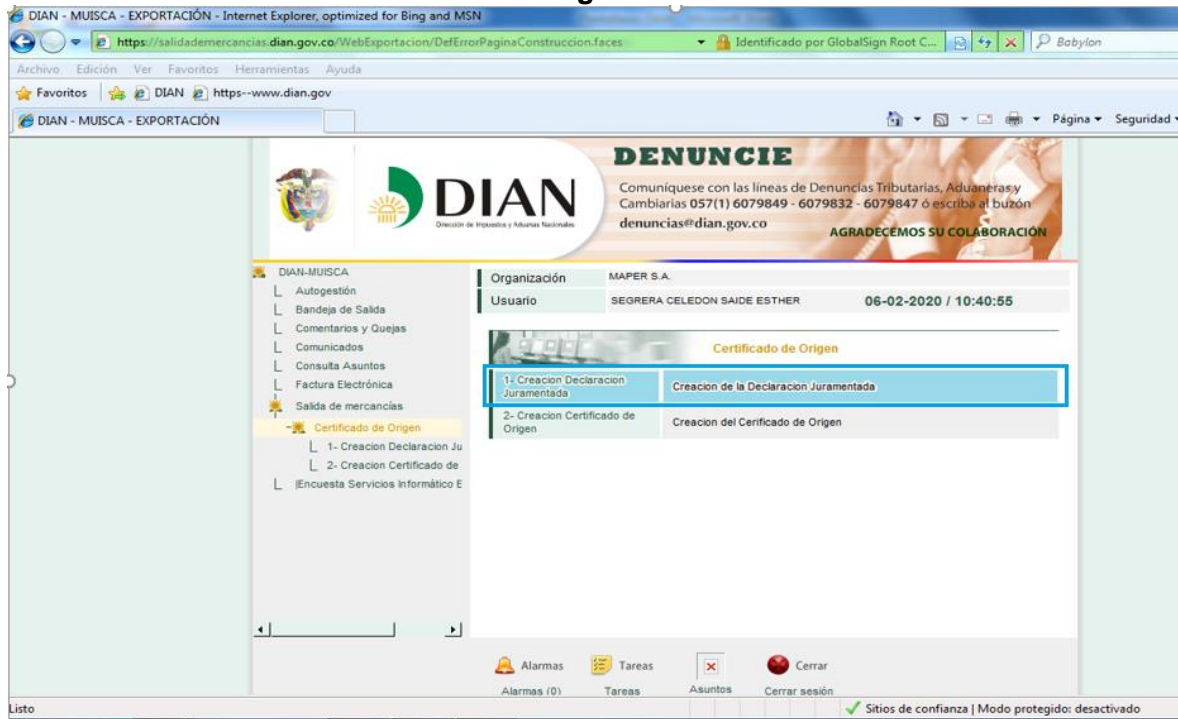 DIAN - MUISCA - EXPORTACIÓN - Internet Explorer, optimized for Bing and MSN
https://salidademercancias.dian.gov.co/WebExportacion/DefErrorPaginaConstruccion.faces
Identificado por GlobalSign Root C...
Babylon
Archivo Edición Ver Favoritos Herramientas Ayuda
Favoritos DIAN https--www.dian.gov
DIAN - MUISCA - EXPORTACIÓN
Página Seguridad
DIAN
Dirección de Impuestos y Aduanas Nacionales
DENUNCIE
Comuníquese con las líneas de Denuncias Tributarias, Aduaneras y
Cambiarias 057(1) 6079849 - 6079832 - 6079847 ó escriba al buzón
denuncias@dian.gov.co
AGRADECEMOS SU COLABORACIÓN
DIAN-MUISCA
Autogestión
Bandeja de Salida
Comentarios y Quejas
Comunicados
Consulta Asuntos
Factura Electrónica
Salida de mercancías
Certificado de Origen
1- Creacion Declaracion Ju
2- Creacion Certificado de
|Encuesta Servicios Informático E
Organización MAPER S.A.
Usuario SEGRERA CELEDON SAIDE ESTHER 06-02-2020 / 10:40:55
Certificado de Origen
1- Creacion Declaracion
Juramentada
Creacion de la Declaracion Juramentada
2- Creacion Certificado de
Origen
Creacion del Cerificado de Origen
Alarmas Tareas Cerrar
Alarmas (0) Tareas Asuntos Cerrar sesión
Listo
Sitios de confianza | Modo protegido: desactivado